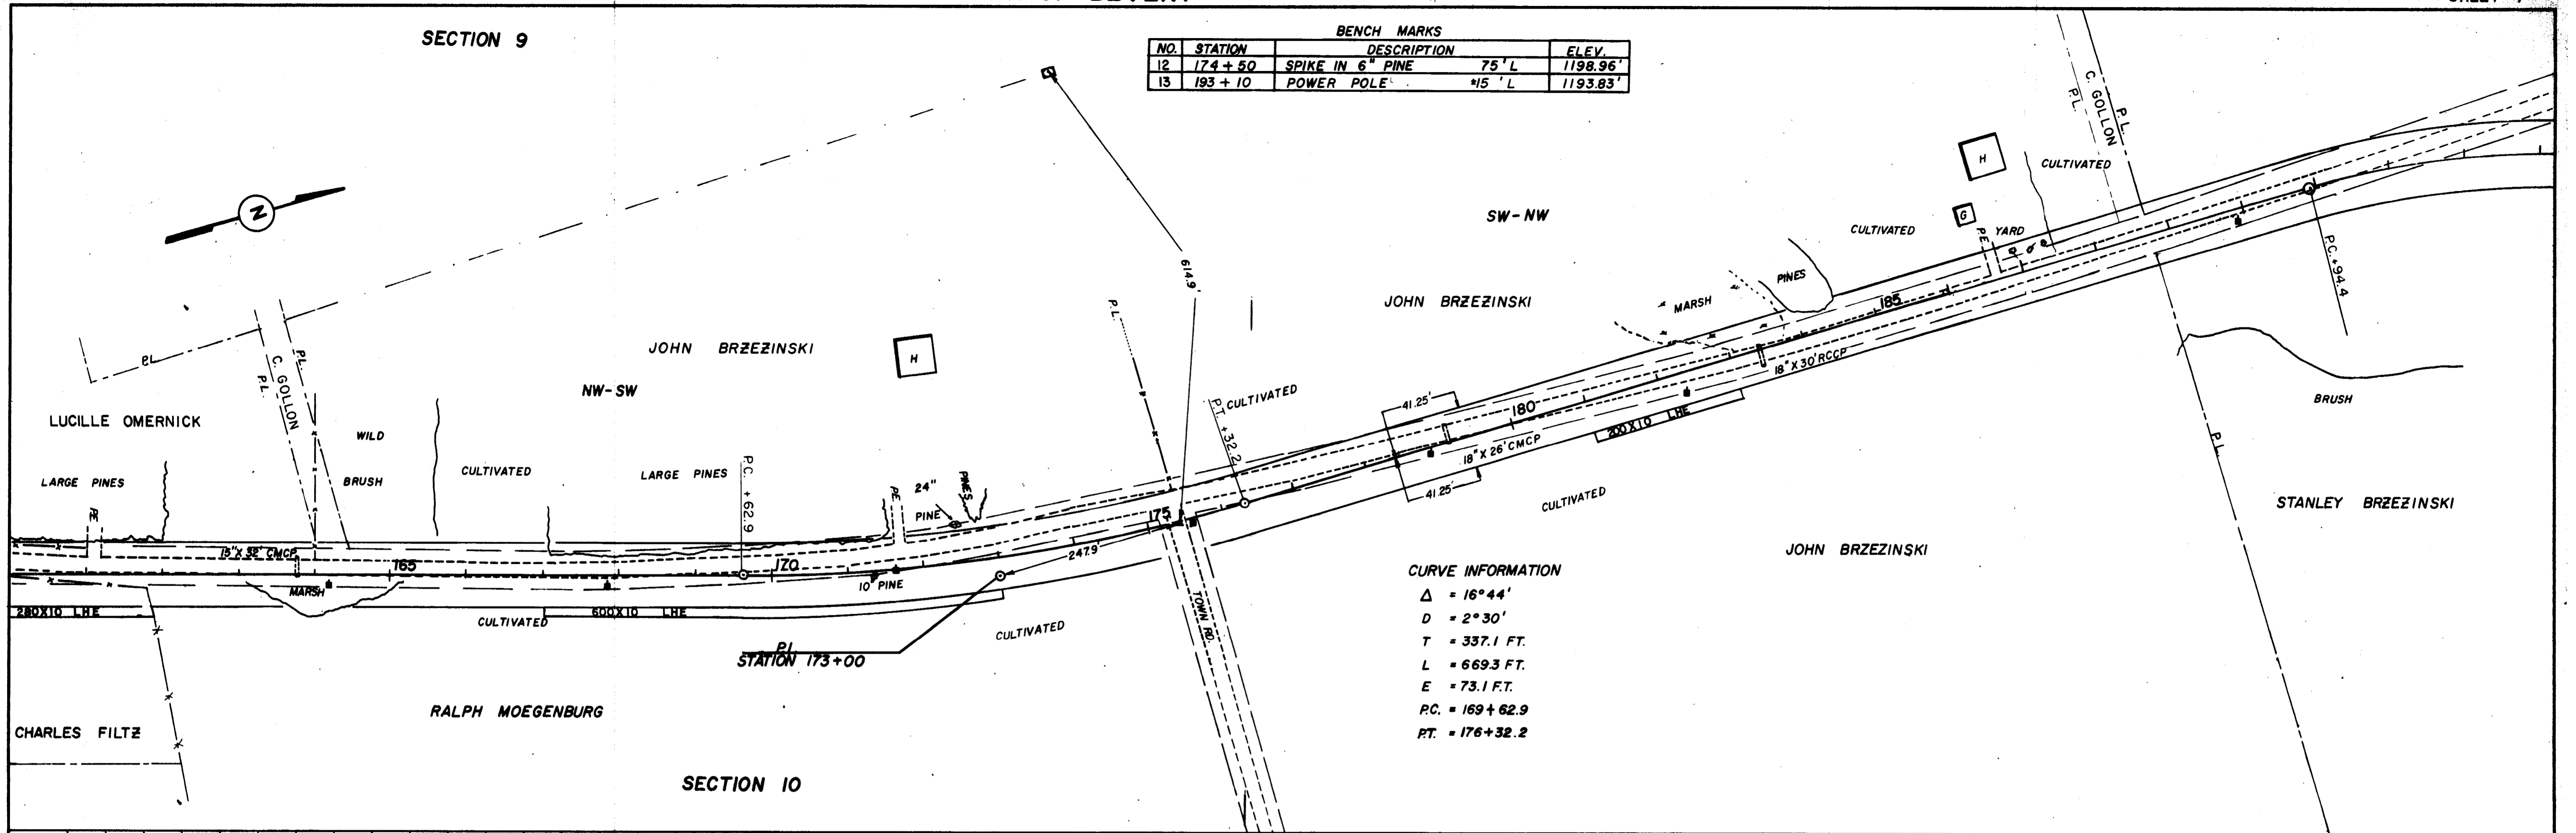 SECTION 9
BENCH MARKS
NO. STATION DESCRIPTION ELEV.
12 174 + 50 SPIKE IN 6" PINE 75' L 1198.96'
13 193 + 10 POWER POLE *15 ' L 1193.83'
N
P.L.
C. GOLLON
P.L.
H
CULTIVATED
SW-NW
G
CULTIVATED
P.E.
YARD
614.9'
PINES
P.C. +94.4
JOHN BRZEZINSKI
MARSH
185
P.L.
P.L.
P.L.
C. GOLLON
P.L.
JOHN BRZEZINSKI
H
18" X 30' RCCP
NW-SW
CULTIVATED
41.25'
180
BRUSH
LUCILLE OMERNICK
WILD
P.T. +32.2
200X10 LHE
P.L.
CULTIVATED
LARGE PINES
P.C. +62.9
18" X 26' CMCP
LARGE PINES
BRUSH
PE
24"
PINE
PINES
41.25'
CULTIVATED
STANLEY BRZEZINSKI
PE
175
15" X 32' CMCP
165
170
247.9'
JOHN BRZEZINSKI
MARSH
10" PINE
280X10 LHE
600X10 LHE
CULTIVATED
TOWN RD.
CULTIVATED
P.I.
STATION 173+00
CURVE INFORMATION
Δ = 16°44'
D = 2°30'
T = 337.1 FT.
L = 669.3 FT.
E = 73.1 F.T.
P.C. = 169+62.9
P.T. = 176+32.2
RALPH MOEGENBURG
CHARLES FILTZ
SECTION 10